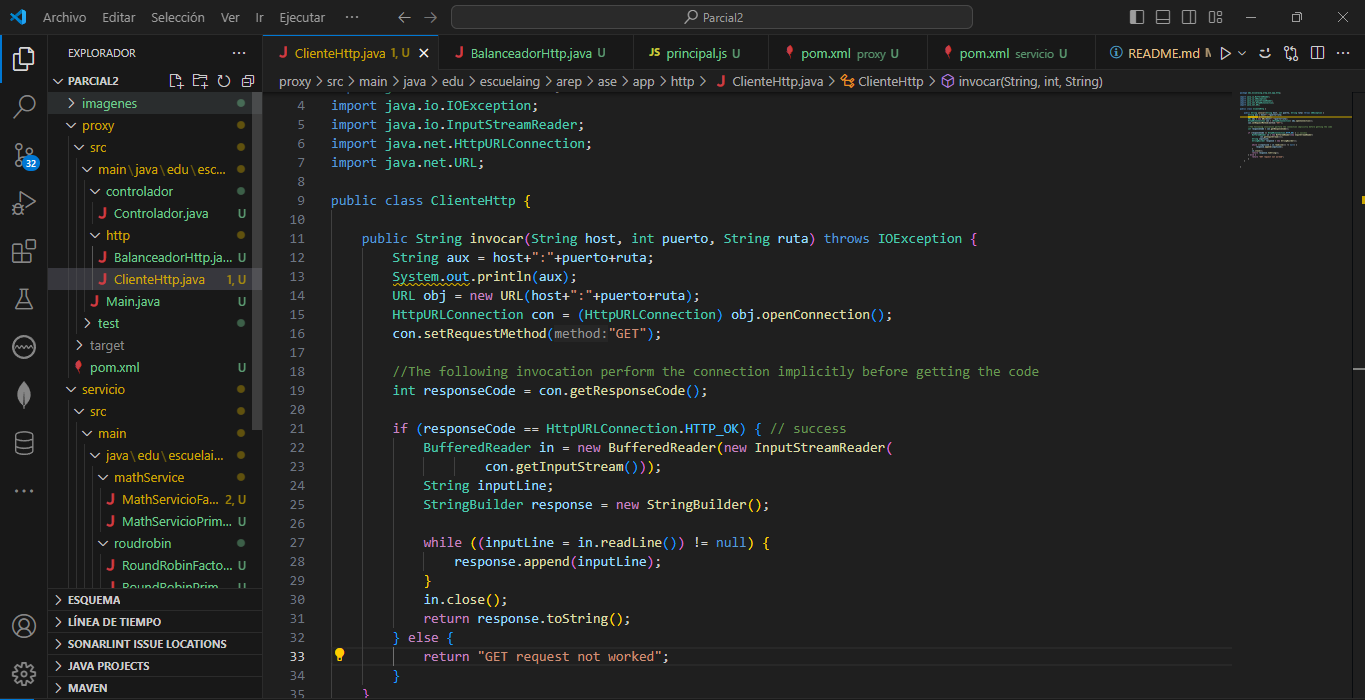 Archivo Editar Selección Ver Ir Ejecutar ··· Parcial2
EXPLORADOR ···
J ClienteHttp.java 1, U J BalanceadorHttp.java U JS principal.js U pom.xml proxy U pom.xml servicio U README.md
proxy > src > main > java > edu > escuelaing > arep > ase > app > http > J ClienteHttp.java > ClienteHttp > invocar(String, int, String)
PARCIAL2
imagenes
proxy
src
main\java\edu\esc...
controlador
J Controlador.java U
http
J BalanceadorHttp.ja... U
J ClienteHttp.java 1, U
J Main.java U
test
target
pom.xml U
servicio
src
main
java\edu\escuelai...
mathService
J MathServicioFa... 2, U
J MathServicioPrim... U
roudrobin
J RoundRobinFacto... U
J RoundRobinPrim... U
ESQUEMA
LÍNEA DE TIEMPO
SONARLINT ISSUE LOCATIONS
JAVA PROJECTS
MAVEN
32
4 import java.io.IOException;
5 import java.io.InputStreamReader;
6 import java.net.HttpURLConnection;
7 import java.net.URL;
8
9 public class ClienteHttp {
10
11 public String invocar(String host, int puerto, String ruta) throws IOException {
12 String aux = host+":"+puerto+ruta;
13 System.out.println(aux);
14 URL obj = new URL(host+":"+puerto+ruta);
15 HttpURLConnection con = (HttpURLConnection) obj.openConnection();
16 con.setRequestMethod(method:"GET");
17
18 //The following invocation perform the connection implicitly before getting the code
19 int responseCode = con.getResponseCode();
20
21 if (responseCode == HttpURLConnection.HTTP_OK) { // success
22 BufferedReader in = new BufferedReader(new InputStreamReader(
23 con.getInputStream()));
24 String inputLine;
25 StringBuilder response = new StringBuilder();
26
27 while ((inputLine = in.readLine()) != null) {
28 response.append(inputLine);
29 }
30 in.close();
31 return response.toString();
32 } else {
33 return "GET request not worked";
34 }
35 }